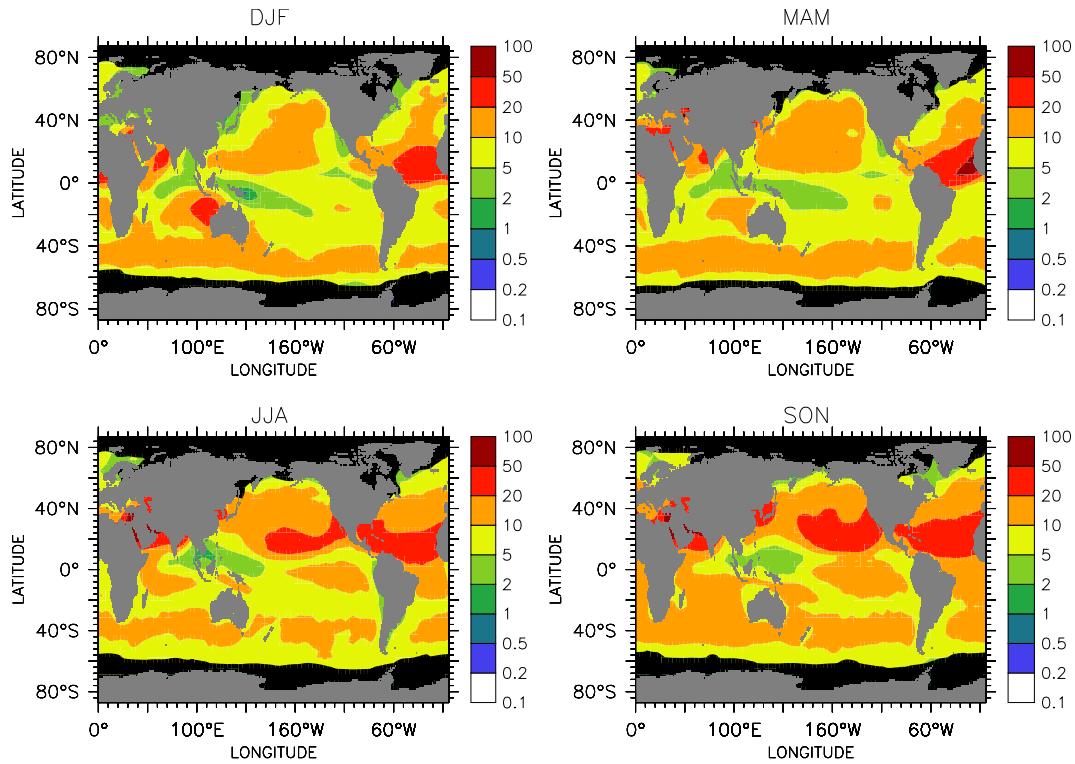 DJF
MAM
80°N
40°N
0°
40°S
80°S
LATITUDE
0°
100°E
160°W
60°W
LONGITUDE
100
50
20
10
5
2
1
0.5
0.2
0.1
80°N
40°N
0°
40°S
80°S
LATITUDE
0°
100°E
160°W
60°W
LONGITUDE
100
50
20
10
5
2
1
0.5
0.2
0.1
JJA
SON
80°N
40°N
0°
40°S
80°S
LATITUDE
0°
100°E
160°W
60°W
LONGITUDE
100
50
20
10
5
2
1
0.5
0.2
0.1
80°N
40°N
0°
40°S
80°S
LATITUDE
0°
100°E
160°W
60°W
LONGITUDE
100
50
20
10
5
2
1
0.5
0.2
0.1